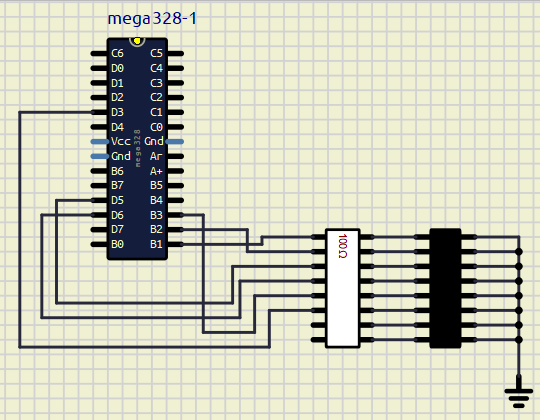 mega328-1
C6 C5
D0 C4
D1 C3
D2 C2
D3 C1
D4 C0
Vcc Gnd
Gnd Ar
B6 A+
B7 B5
D5 B4
D6 B3
D7 B2
B0 B1
mega328
100Ω